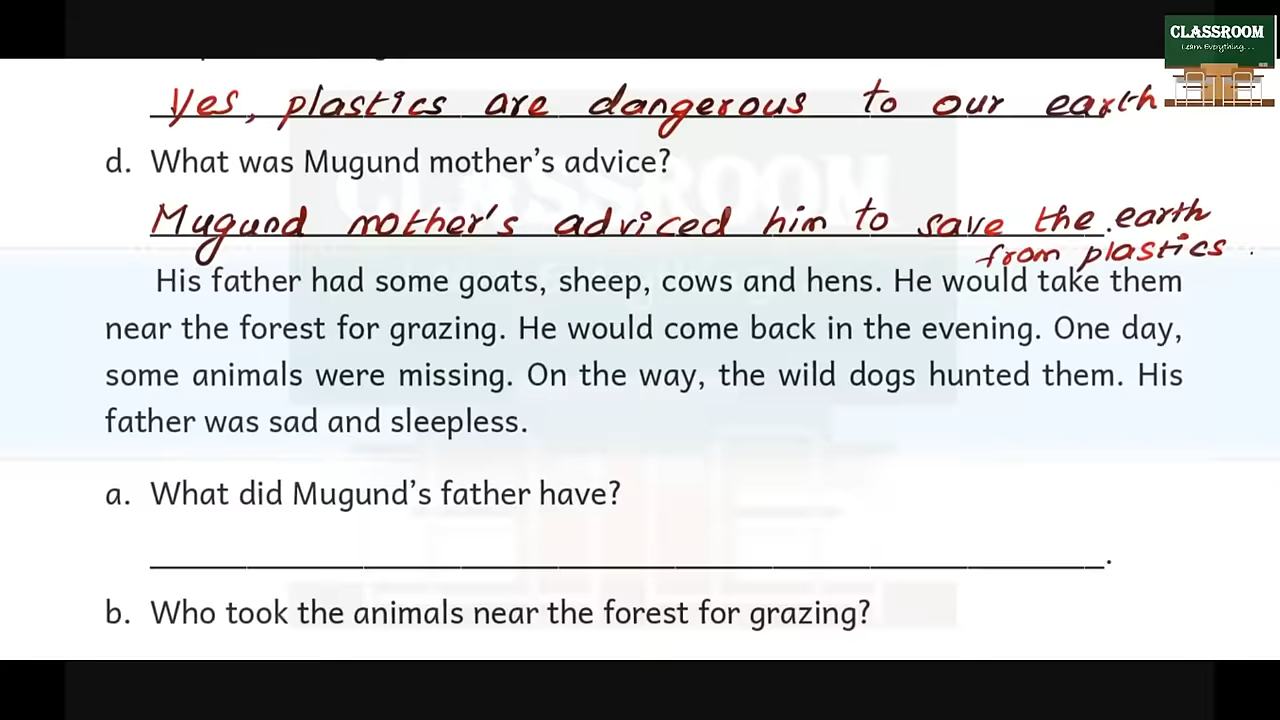 CLASSROOM
Learn Everything...
Yes, plastics are dangerous to our earth
d. What was Mugund mother's advice?
Mugund mother's adviced him to save the earth
from plastics.
His father had some goats, sheep, cows and hens. He would take them
near the forest for grazing. He would come back in the evening. One day,
some animals were missing. On the way, the wild dogs hunted them. His
father was sad and sleepless.
a. What did Mugund's father have?
b. Who took the animals near the forest for grazing?